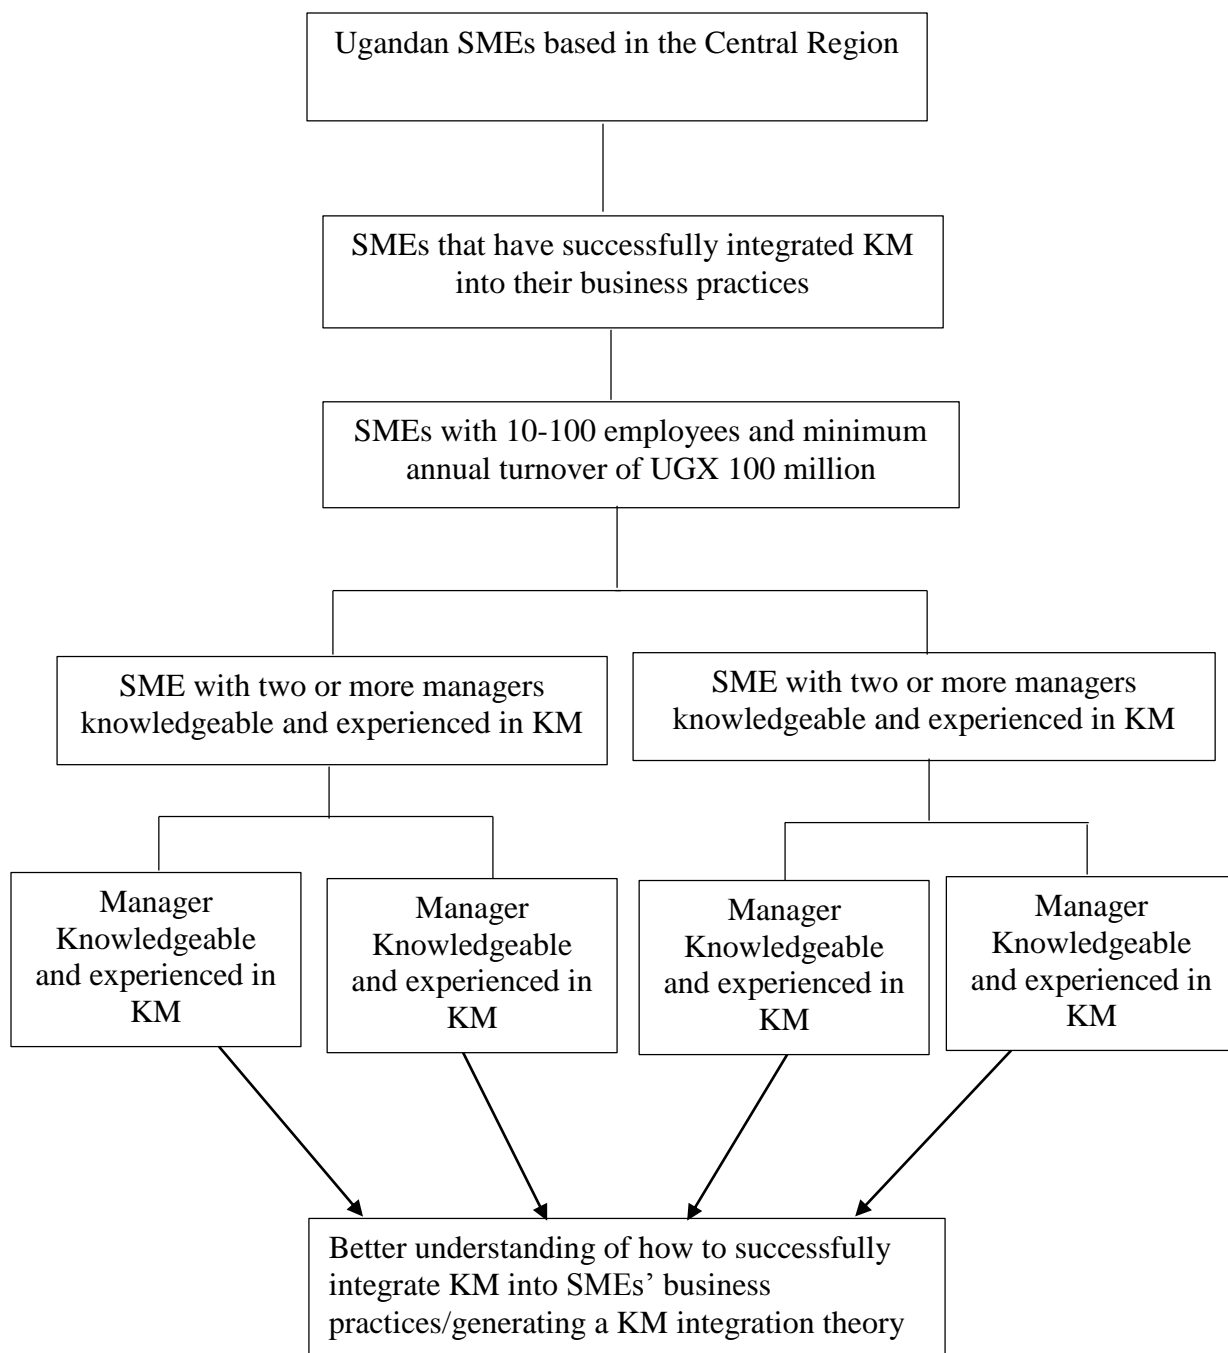 Ugandan SMEs based in the Central Region
SMEs that have successfully integrated KM
into their business practices
SMEs with 10-100 employees and minimum
annual turnover of UGX 100 million
SME with two or more managers
knowledgeable and experienced in KM
SME with two or more managers
knowledgeable and experienced in KM
Manager
Knowledgeable
and experienced in
KM
Manager
Knowledgeable
and experienced in
KM
Manager
Knowledgeable
and experienced in
KM
Manager
Knowledgeable
and experienced in
KM
Better understanding of how to successfully
integrate KM into SMEs’ business
practices/generating a KM integration theory